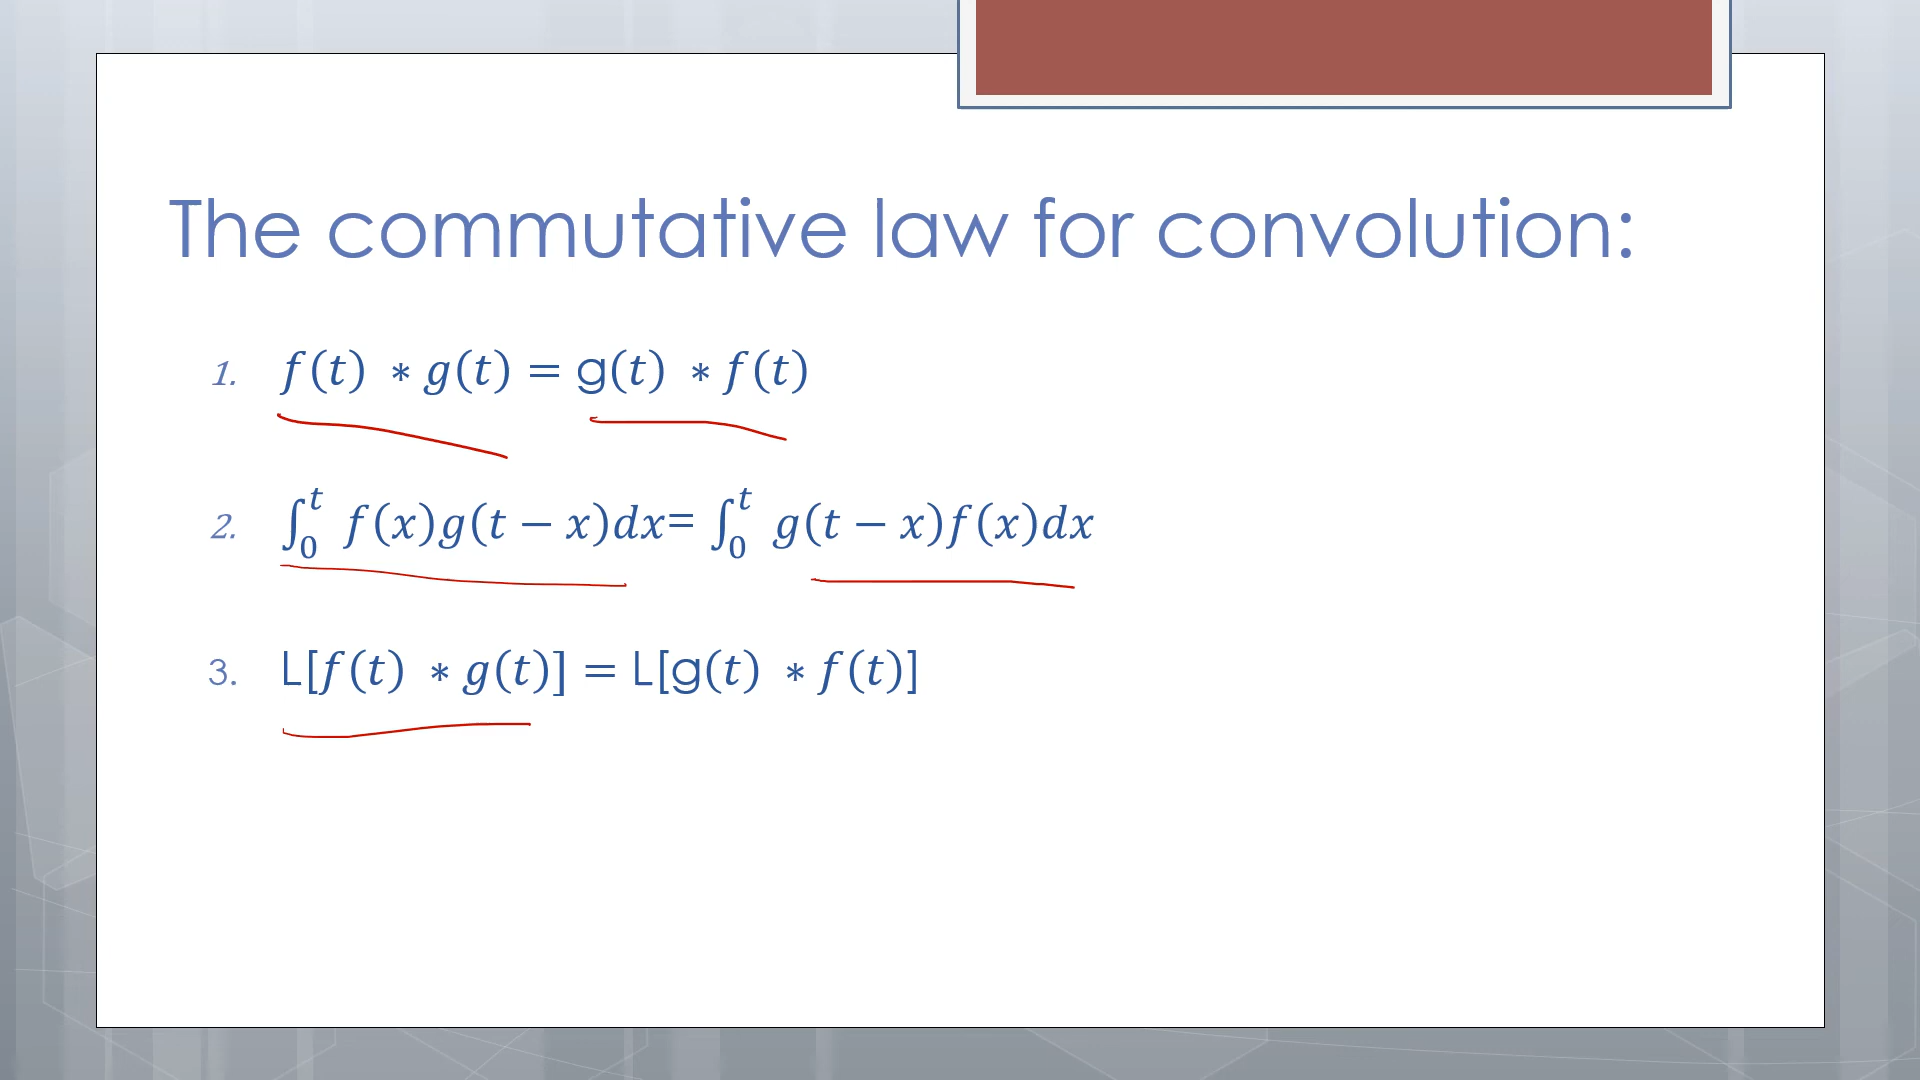 The commutative law for convolution:
1. f(t) ∗ g(t) = g(t) ∗ f(t)
2. ∫₀ᵗ f(x)g(t − x)dx= ∫₀ᵗ g(t − x)f(x)dx
3. L[f(t) ∗ g(t)] = L[g(t) ∗ f(t)]